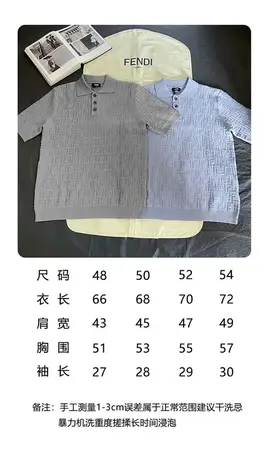 FENDI
尺 码 48 50 52 54
衣 长 66 68 70 72
肩 宽 43 45 47 49
胸 围 51 53 55 57
袖 长 27 28 29 30
备注：手工测量1-3cm误差属于正常范围建议干洗忌
暴力机洗重度搓揉长时间浸泡